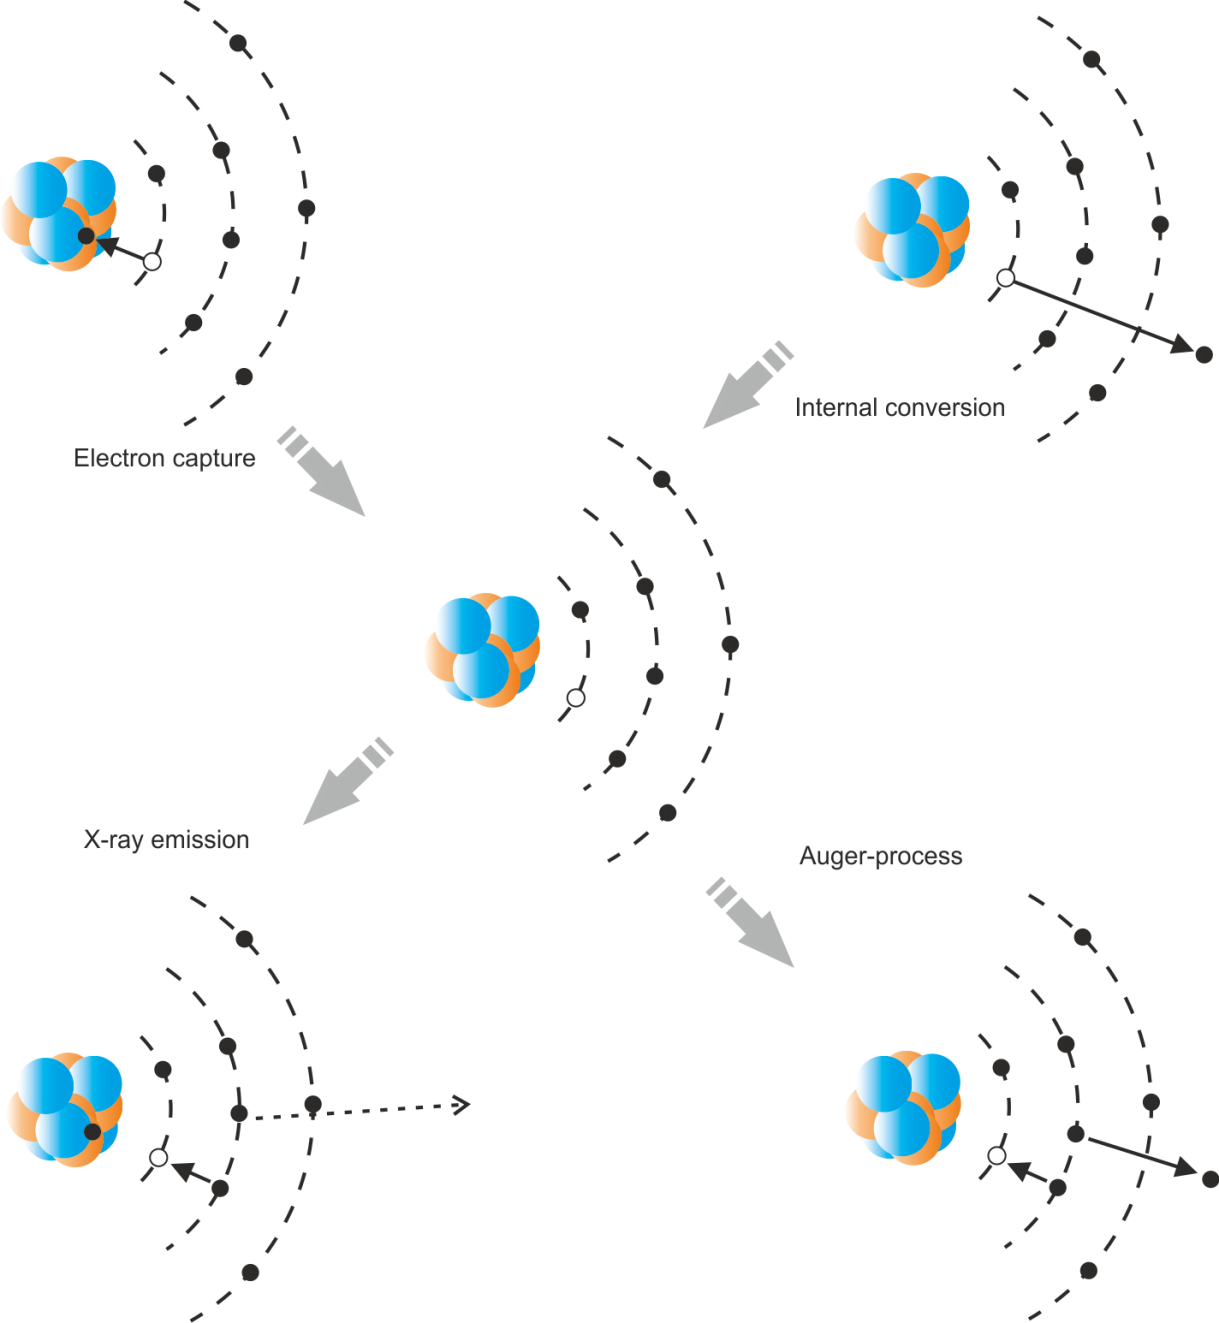 Internal conversion
Electron capture
X-ray emission
Auger-process